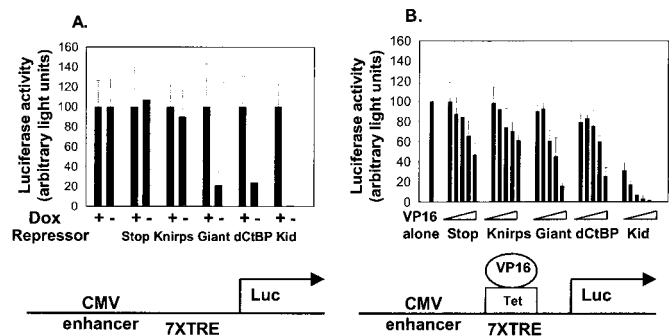 A.
Luciferase activity
(arbitrary light units)
160
140
120
100
80
60
40
20
0
Dox + - + - + - + - + - + -
Repressor Stop Knirps Giant dCtBP Kid
CMV
enhancer
7XTRE
Luc
B.
Luciferase activity
(arbitrary light units)
160
140
120
100
80
60
40
20
0
VP16
alone Stop Knirps Giant dCtBP Kid
VP16
Tet
CMV
enhancer
7XTRE
Luc